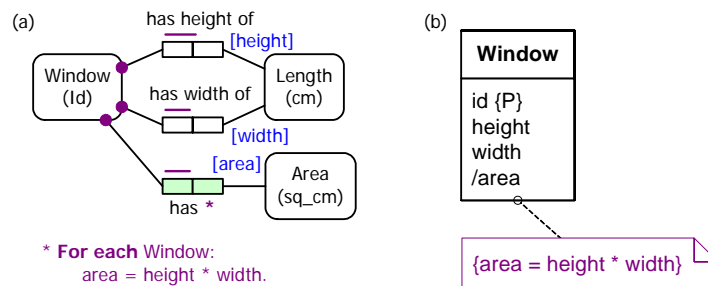 (a)
has height of
[height]
Window
(Id)
Length
(cm)
has width of
[width]
[area]
Area
(sq_cm)
has *
* For each Window:
area = height * width.
(b)
Window
id {P}
height
width
/area
{area = height * width}